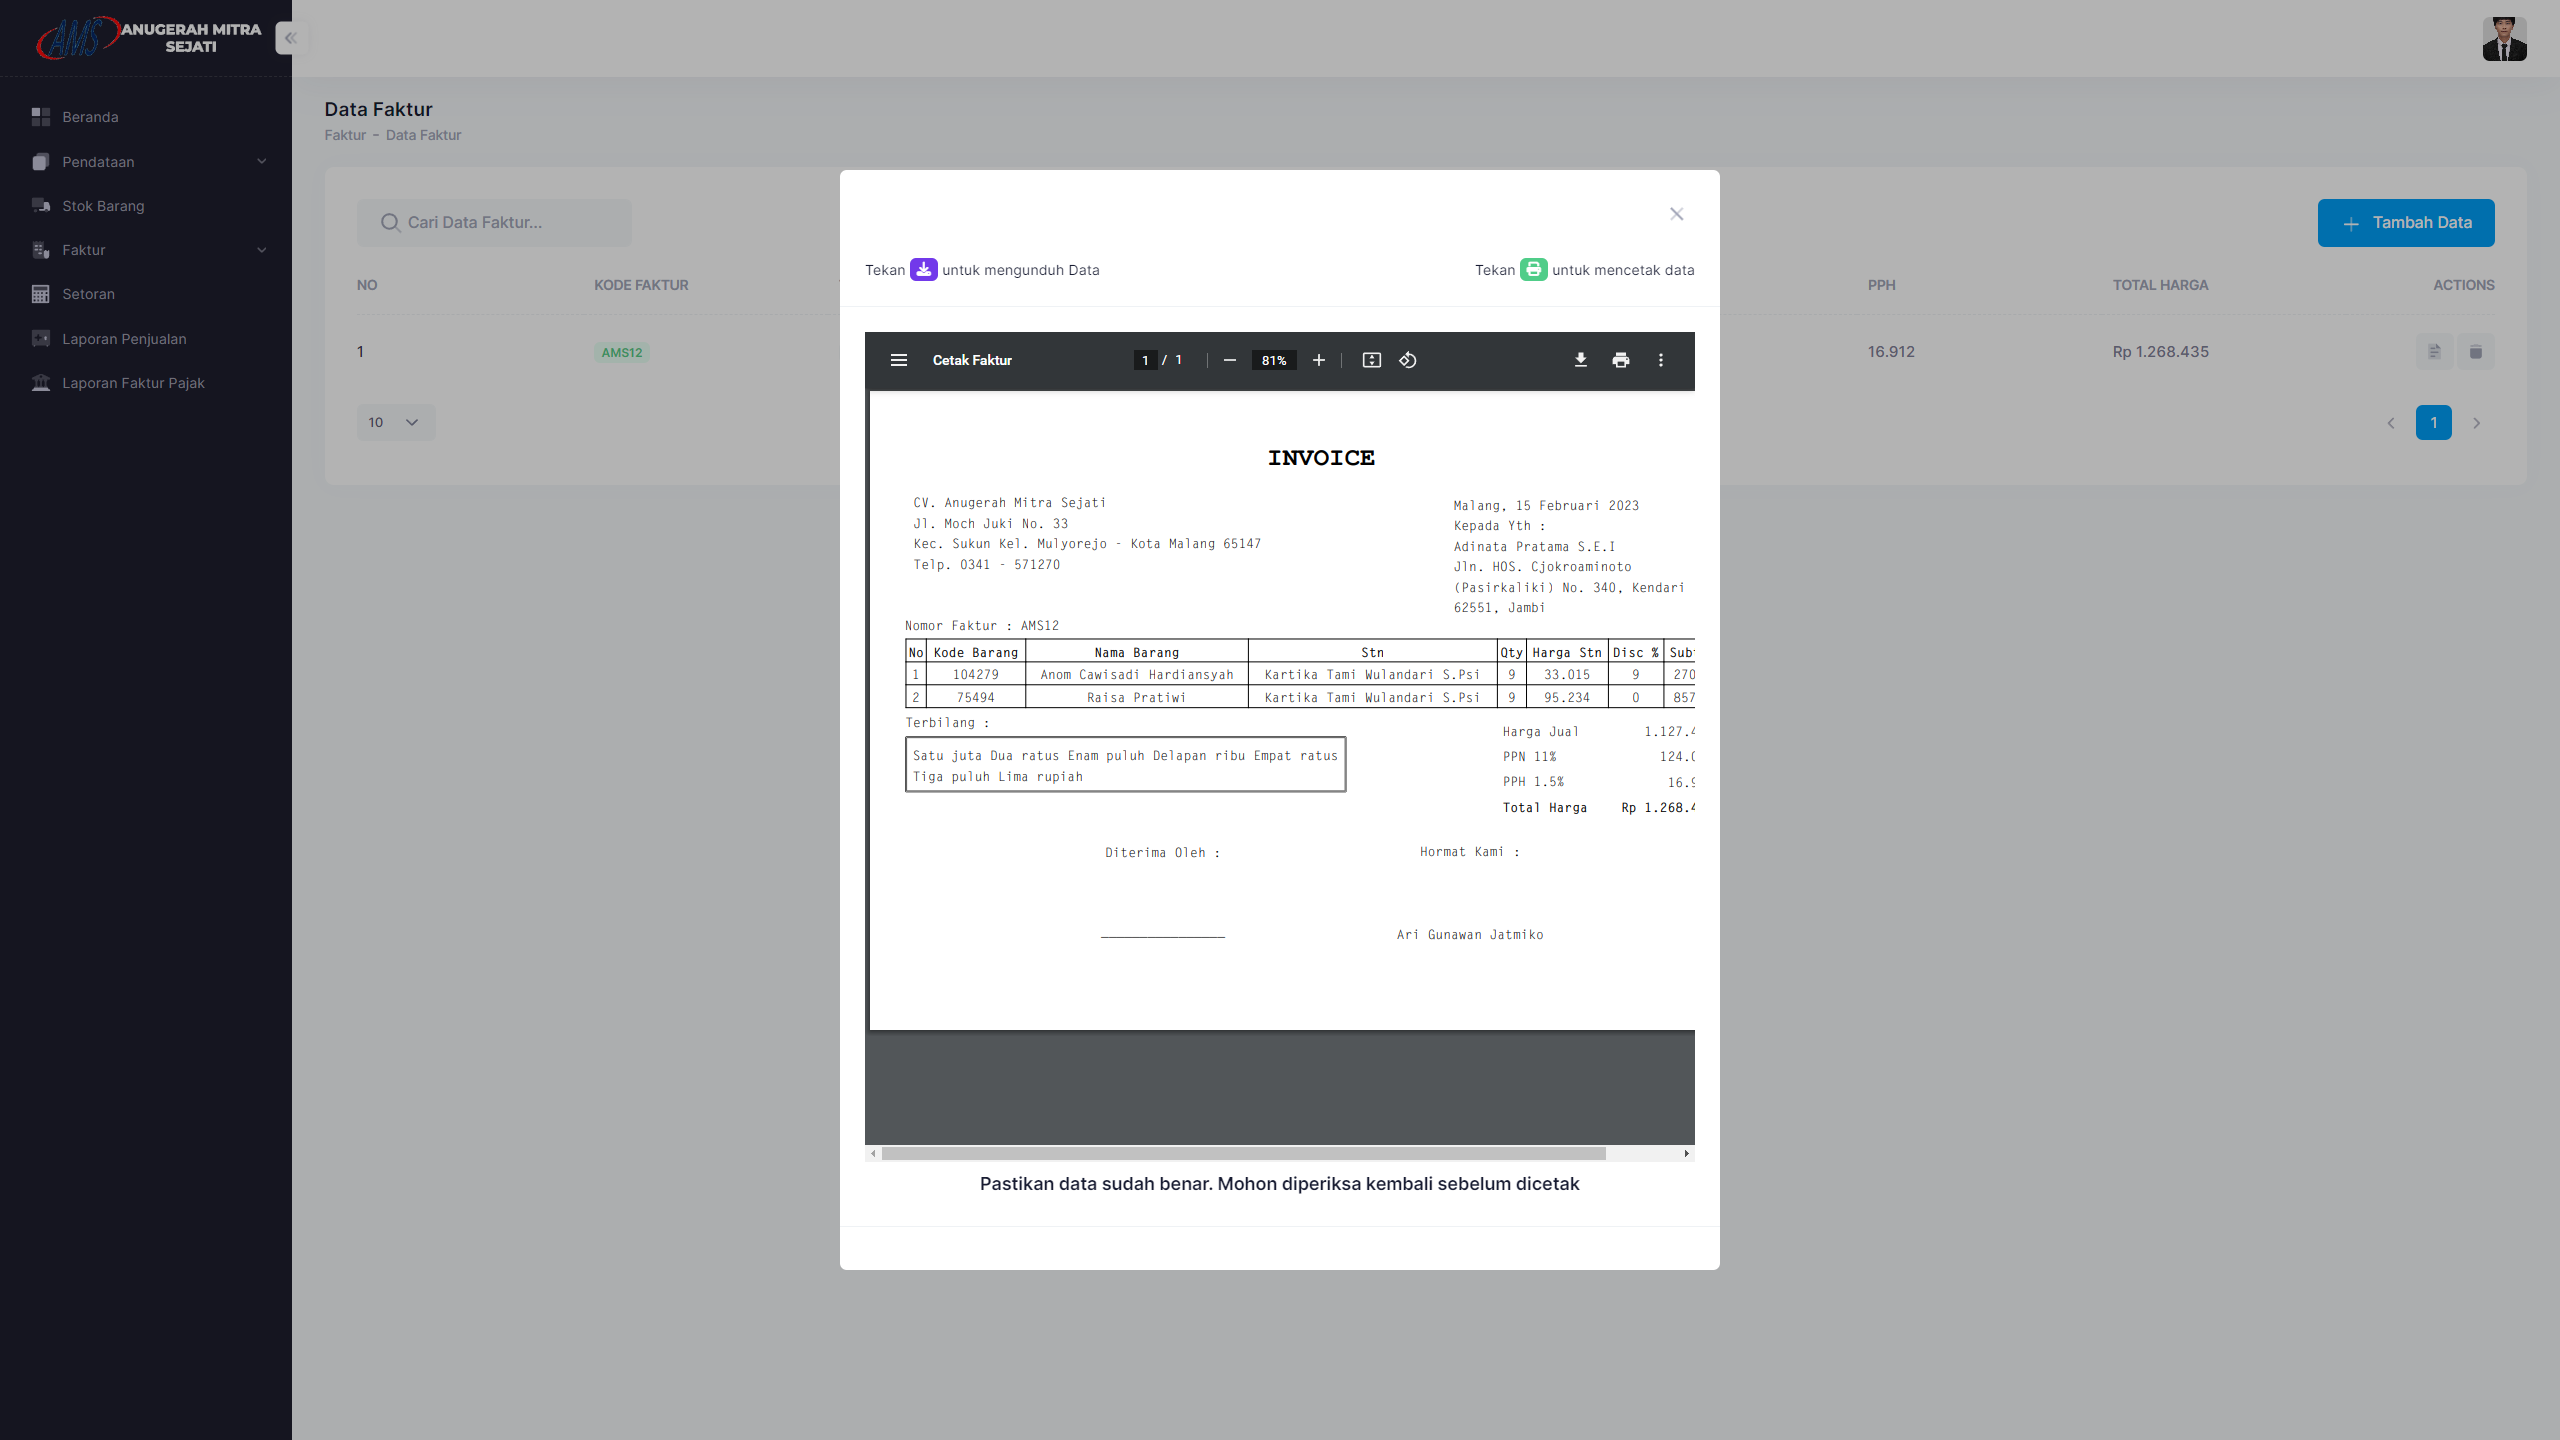 AMS ANUGERAH MITRA
SEJATI
Beranda
Pendataan
Stok Barang
Faktur
Setoran
Laporan Penjualan
Laporan Faktur Pajak
Data Faktur
Faktur - Data Faktur
Cari Data Faktur...
Tambah Data
NO KODE FAKTUR PPH TOTAL HARGA ACTIONS
1 AMS12 16.912 Rp 1.268.435
10
1
Tekan untuk mengunduh Data
Tekan untuk mencetak data
Cetak Faktur 1 / 1 81%
INVOICE
CV. Anugerah Mitra Sejati
Jl. Moch Juki No. 33
Kec. Sukun Kel. Mulyorejo - Kota Malang 65147
Telp. 0341 - 571270
Malang, 15 Februari 2023
Kepada Yth :
Adinata Pratama S.E.I
Jln. HOS. Cjokroaminoto
(Pasirkaliki) No. 340, Kendari
62551, Jambi
Nomor Faktur : AMS12
No Kode Barang Nama Barang Stn Qty Harga Stn Disc %
1 104279 Anom Cawisadi Hardiansyah Kartika Tami Wulandari S.Psi 9 33.015 9 270
2 75494 Raisa Pratiwi Kartika Tami Wulandari S.Psi 9 95.234 0 857
Terbilang :
Satu juta Dua ratus Enam puluh Delapan ribu Empat ratus
Tiga puluh Lima rupiah
Harga Jual 1.127.4
PPN 11% 124.0
PPH 1.5% 16.9
Total Harga Rp 1.268.4
Diterima Oleh :
Hormat Kami :
Ari Gunawan Jatmiko
Pastikan data sudah benar. Mohon diperiksa kembali sebelum dicetak